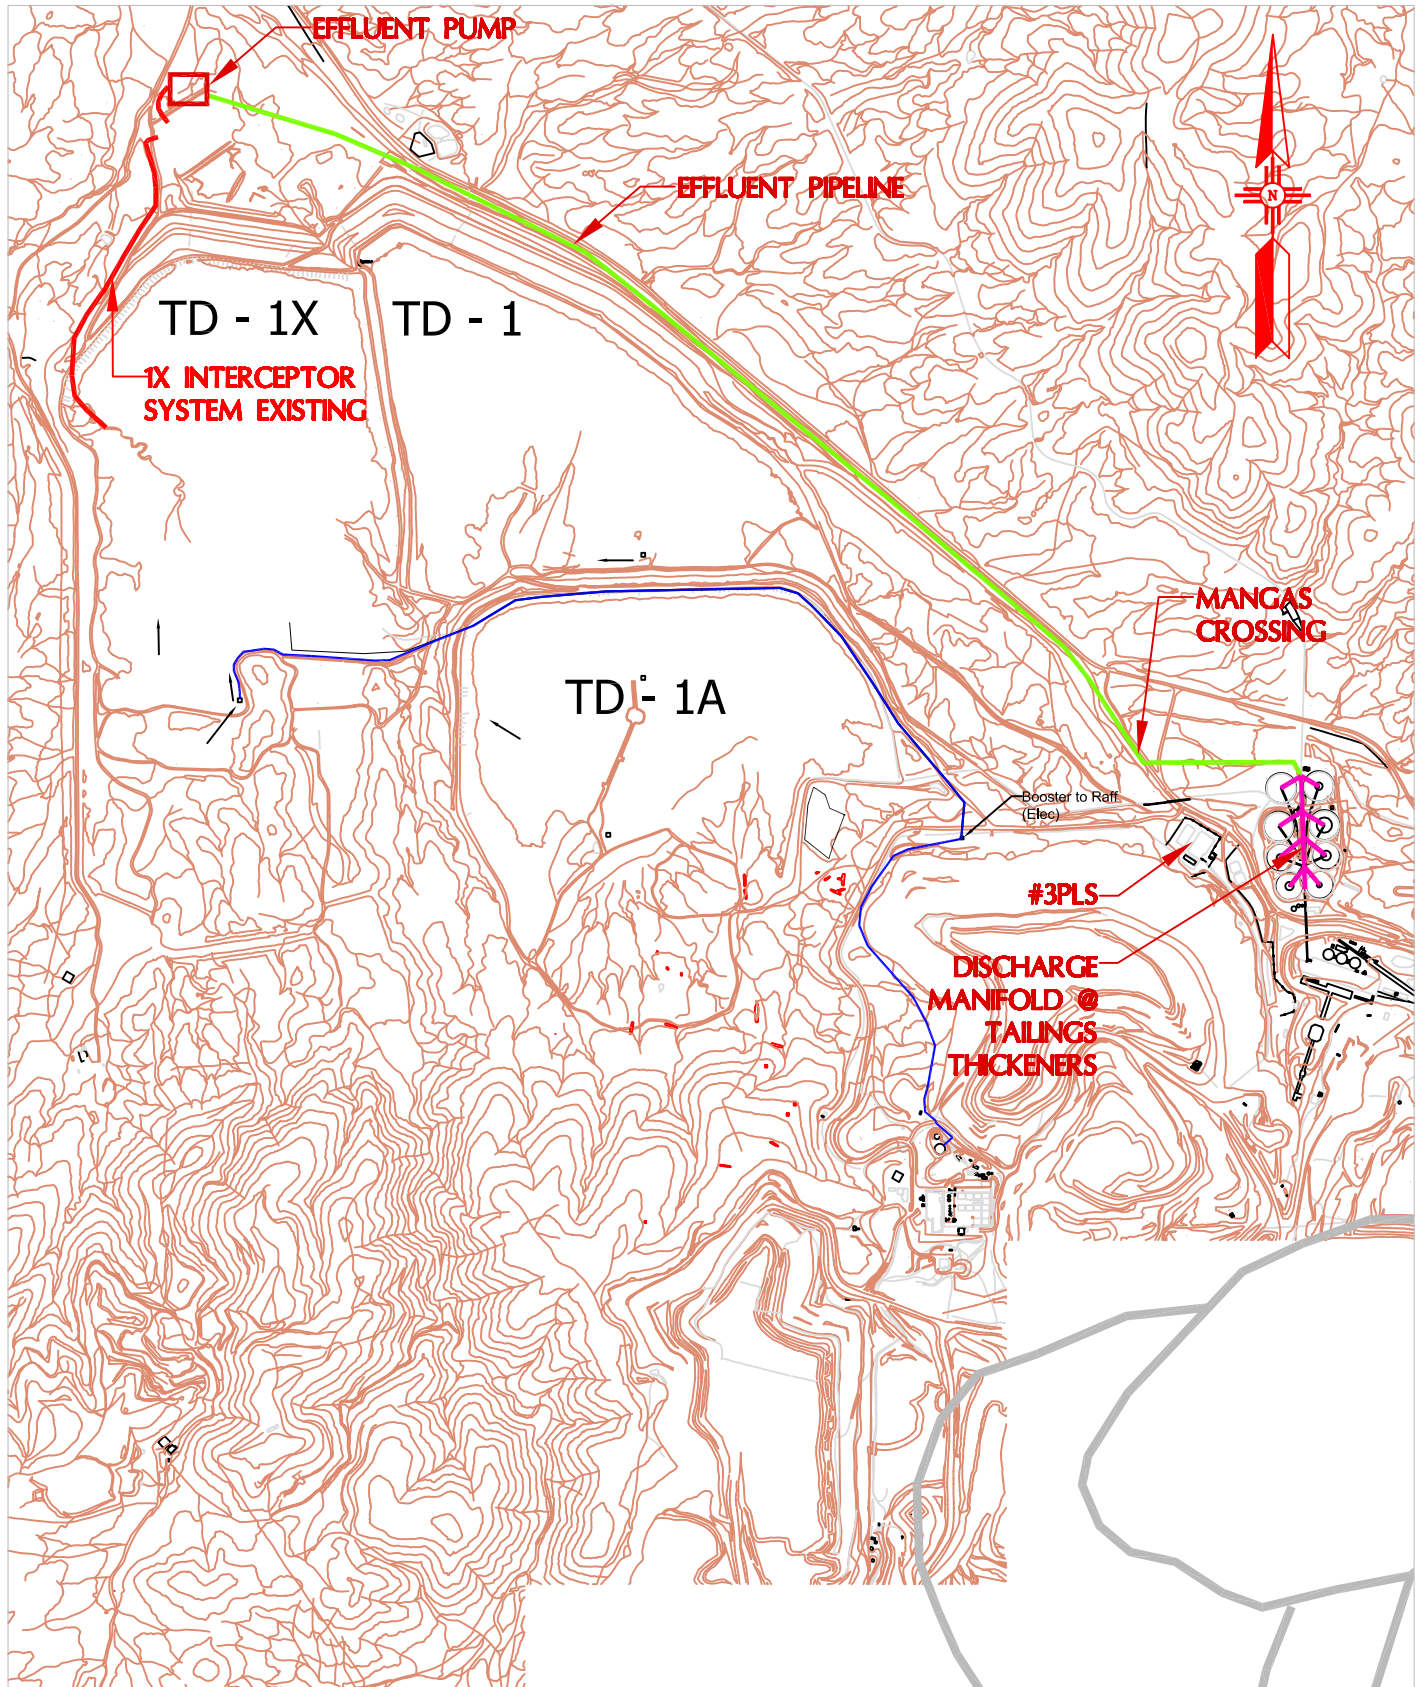 EFFLUENT PUMP
EFFLUENT PIPELINE
N
TD - 1X
TD - 1
1X INTERCEPTOR
SYSTEM EXISTING
MANGAS
CROSSING
TD - 1A
Booster to Raff
(Elec)
#3PLS
DISCHARGE
MANIFOLD @
TAILINGS
THICKENERS